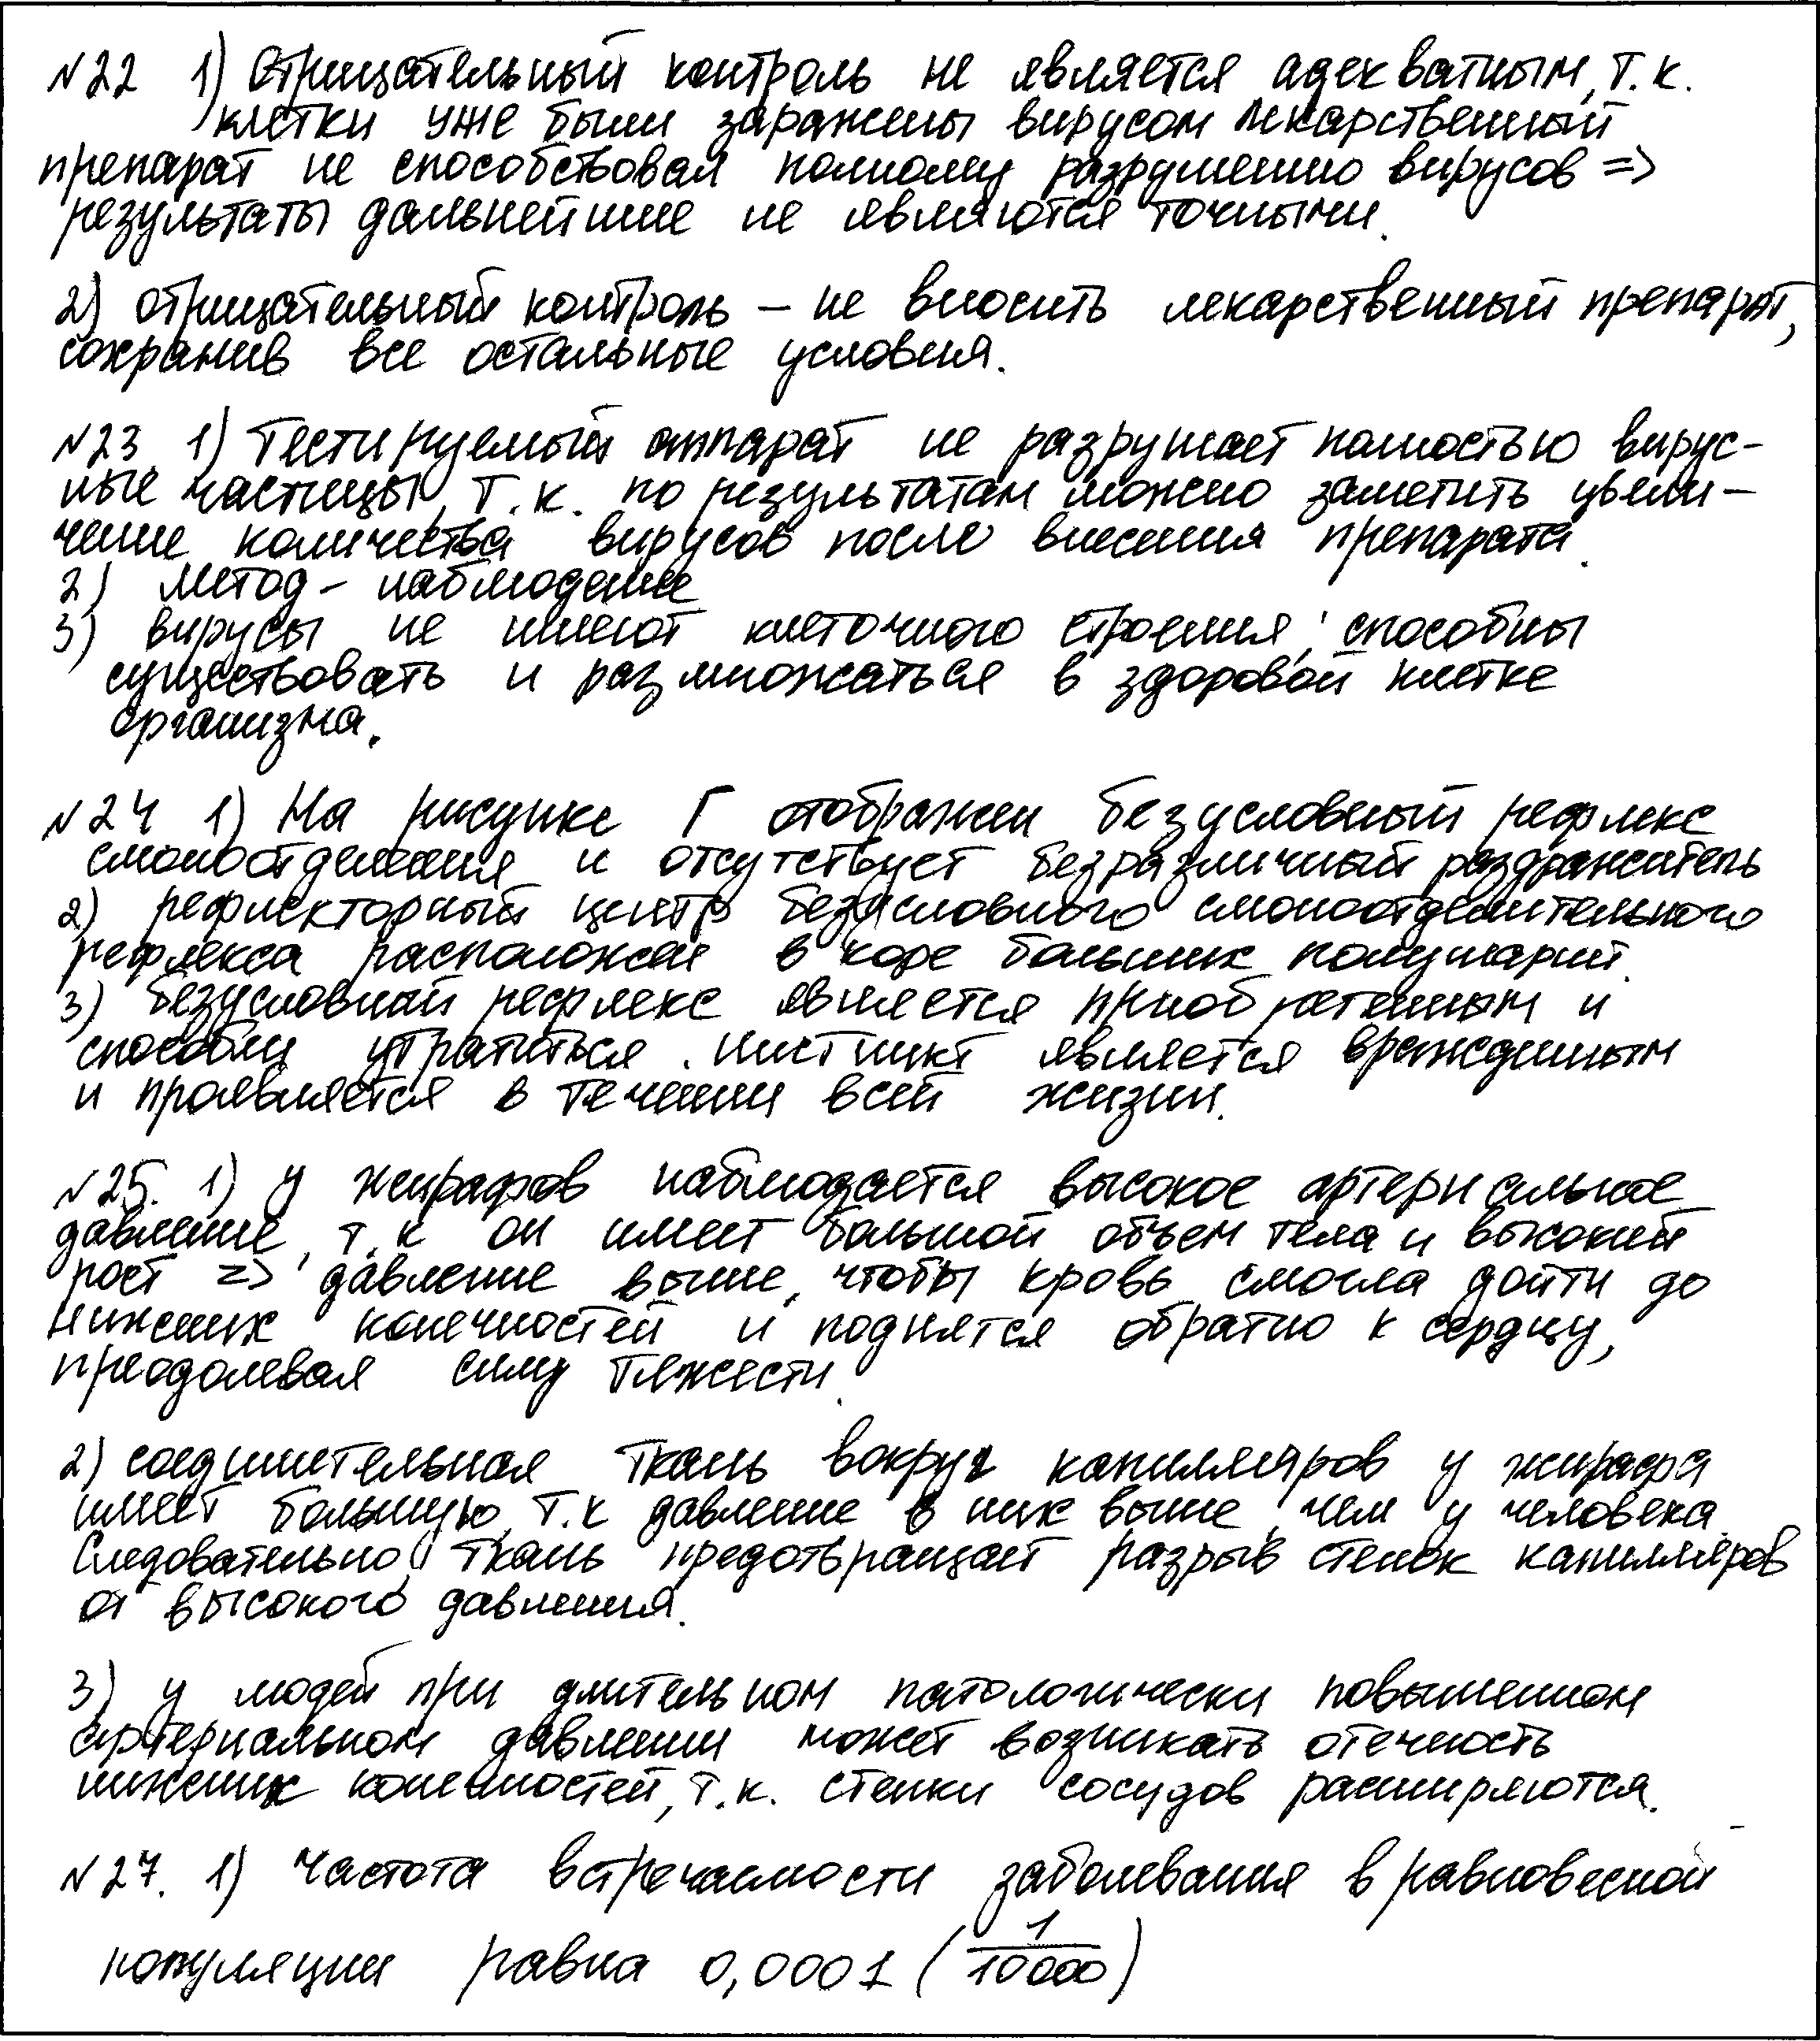 №22 1) Отрицательный контроль не является адекватным, т.к.
клетки уже были заражены вирусом лекарственный
препарат не способствовал полному разрушению вирусов =>
результаты дальнейшие не являются точными.
2) отрицательный контроль – не вносить лекарственный препарат,
сохранив все остальные условия.
№23 1) Тестируемый аппарат не разрушает полностью вирус-
ные частицы, т.к. по результатам можно заметить увели-
чение количества вирусов после внесения препарата.
2) метод – наблюдение
3) вирусы не имеют клеточного строения, способны
существовать и размножаться в здоровой клетке
организма.
№24 1) На рисунке Г отображен безусловный рефлекс
слюноотделения и отсутствует безразличный раздражитель
2) рефлекторный центр безусловного слюноотделительного
рефлекса расположен в коре больших полушарий.
3) безусловный рефлекс является приобретенным и
способен утратиться. инстинкт является врожденным
и проявляется в течении всей жизни.
№25. 1) у жирафов наблюдается высокое артериальное
давление, т.к он имеет большой объем тела и высокий
рост => давление выше, чтобы кровь смогла дойти до
нижних конечностей и поднятся обратно к сердцу,
преодолевая силу тяжести.
2) соединительная ткань вокруг капилляров у жирафа
имеет большую, т.к давление в них выше, чем у человека.
Следовательно, ткань предотвращает разрыв стенок капилляров
от высокого давления.
3) у людей при длительном патологически повышенном
артериальном давлении может возникать отечность
нижних конечностей, т.к. стенки сосудов расширяются.
№27. 1) Частота встречаемости заболевания в равновесной
популяции равна 0,0001 (1/10000)